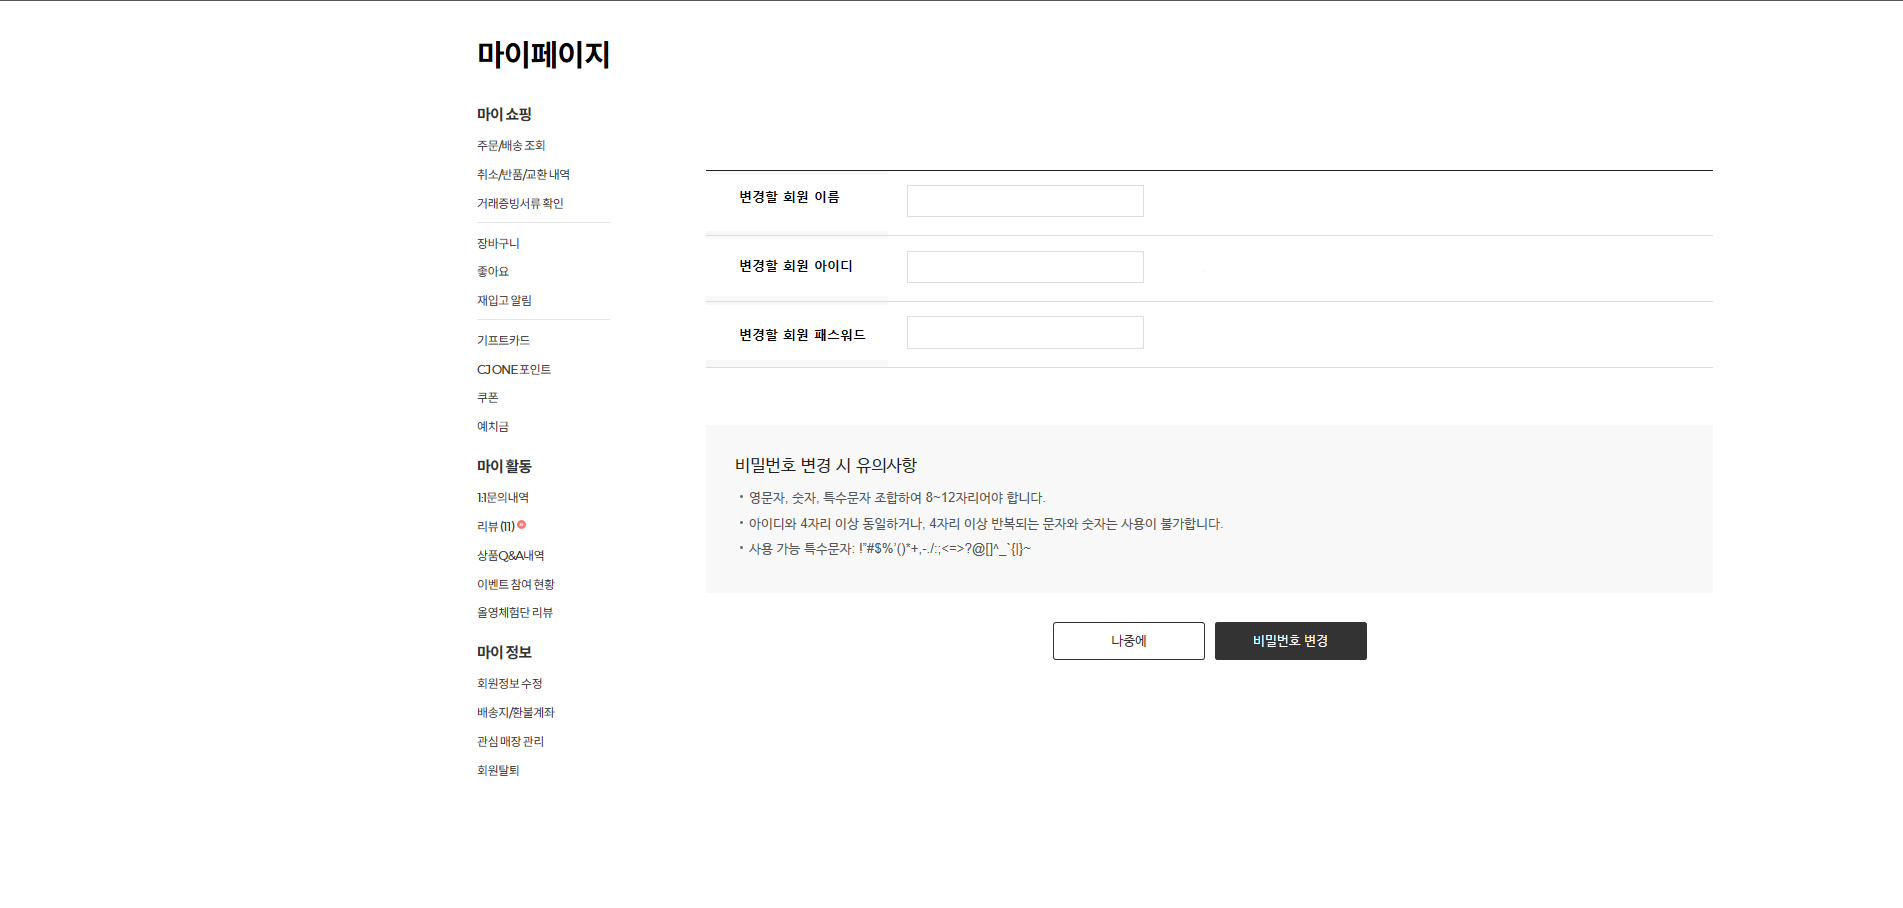 마이페이지
마이 쇼핑
주문/배송 조회
취소/반품/교환 내역
거래증빙서류 확인
장바구니
좋아요
재입고 알림
기프트카드
CJ ONE 포인트
쿠폰
예치금
마이 활동
1:1문의내역
리뷰 (11)
상품Q&A내역
이벤트 참여 현황
올영체험단 리뷰
마이 정보
회원정보 수정
배송지/환불계좌
관심 매장 관리
회원탈퇴
변경할 회원 이름
변경할 회원 아이디
변경할 회원 패스워드
비밀번호 변경 시 유의사항
• 영문자, 숫자, 특수문자 조합하여 8~12자리어야 합니다.
• 아이디와 4자리 이상 동일하거나, 4자리 이상 반복되는 문자와 숫자는 사용이 불가합니다.
• 사용 가능 특수문자: !"#$%'()*+,-./:;<=>?@[]^_`{|}~
나중에 비밀번호 변경